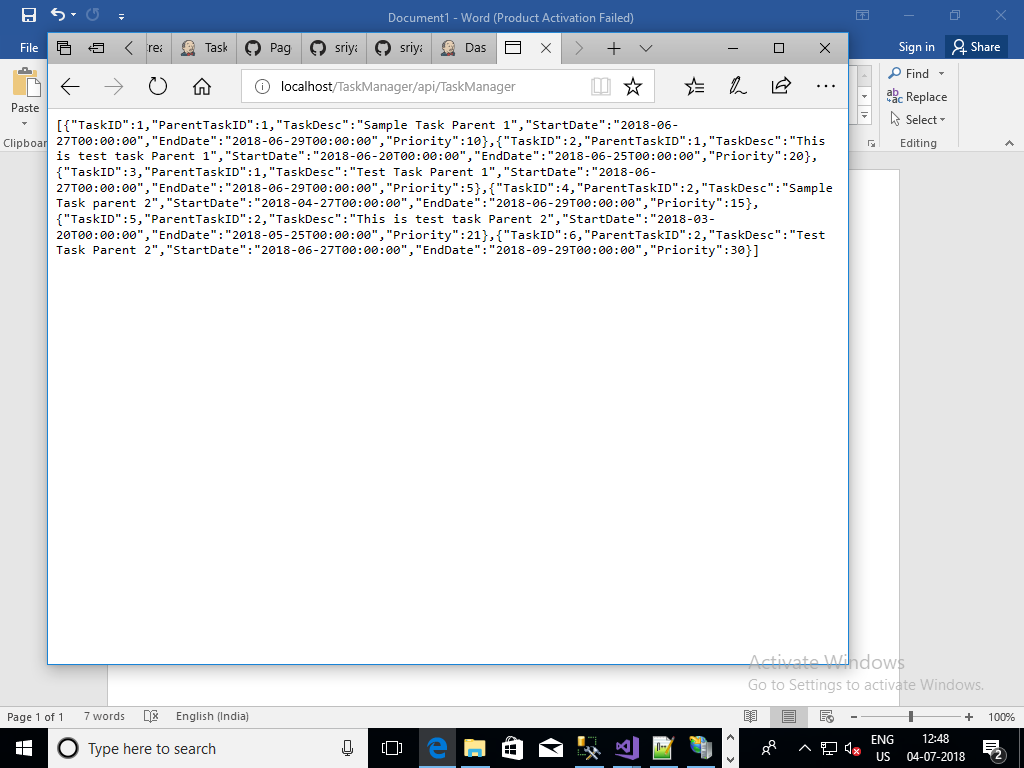 Document1 - Word (Product Activation Failed)
File
Sign in
Share
Task
Pag
sriya
sriya
Das
localhost/TaskManager/api/TaskManager
Paste
Clipboar
Find
Replace
Select
Editing
[{"TaskID":1,"ParentTaskID":1,"TaskDesc":"Sample Task Parent 1","StartDate":"2018-06-
27T00:00:00","EndDate":"2018-06-29T00:00:00","Priority":10},{"TaskID":2,"ParentTaskID":1,"TaskDesc":"This
is test task Parent 1","StartDate":"2018-06-20T00:00:00","EndDate":"2018-06-25T00:00:00","Priority":20},
{"TaskID":3,"ParentTaskID":1,"TaskDesc":"Test Task Parent 1","StartDate":"2018-06-
27T00:00:00","EndDate":"2018-06-29T00:00:00","Priority":5},{"TaskID":4,"ParentTaskID":2,"TaskDesc":"Sample
Task parent 2","StartDate":"2018-04-27T00:00:00","EndDate":"2018-06-29T00:00:00","Priority":15},
{"TaskID":5,"ParentTaskID":2,"TaskDesc":"This is test task Parent 2","StartDate":"2018-03-
20T00:00:00","EndDate":"2018-05-25T00:00:00","Priority":21},{"TaskID":6,"ParentTaskID":2,"TaskDesc":"Test
Task Parent 2","StartDate":"2018-06-27T00:00:00","EndDate":"2018-09-29T00:00:00","Priority":30}]
Activate Windows
Go to Settings to activate Windows.
Page 1 of 1
7 words
English (India)
100%
Type here to search
ENG
US
12:48
04-07-2018
2